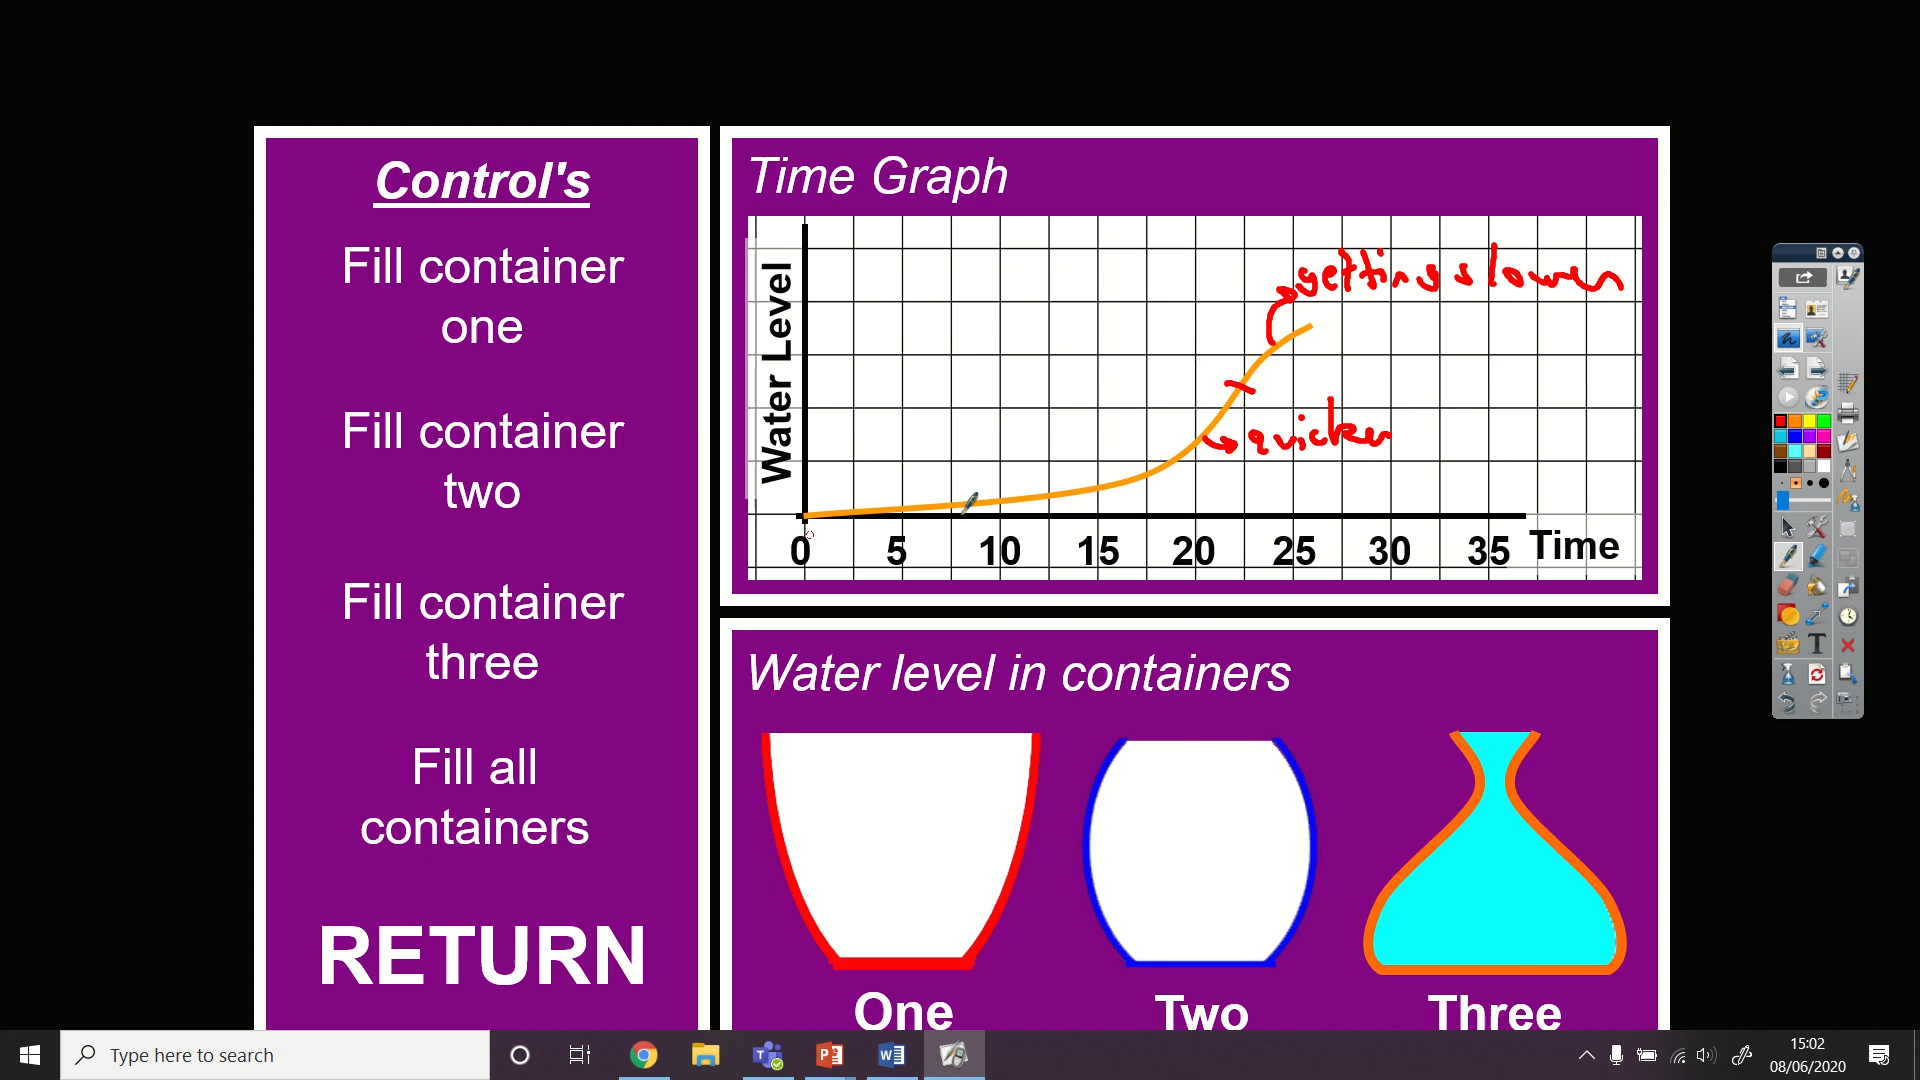 Control's
Fill container
one
Fill container
two
Fill container
three
Fill all
containers
RETURN
Time Graph
Water Level
getting slower
quicker
0 5 10 15 20 25 30 35 Time
Water level in containers
One Two Three
Type here to search
15:02
08/06/2020